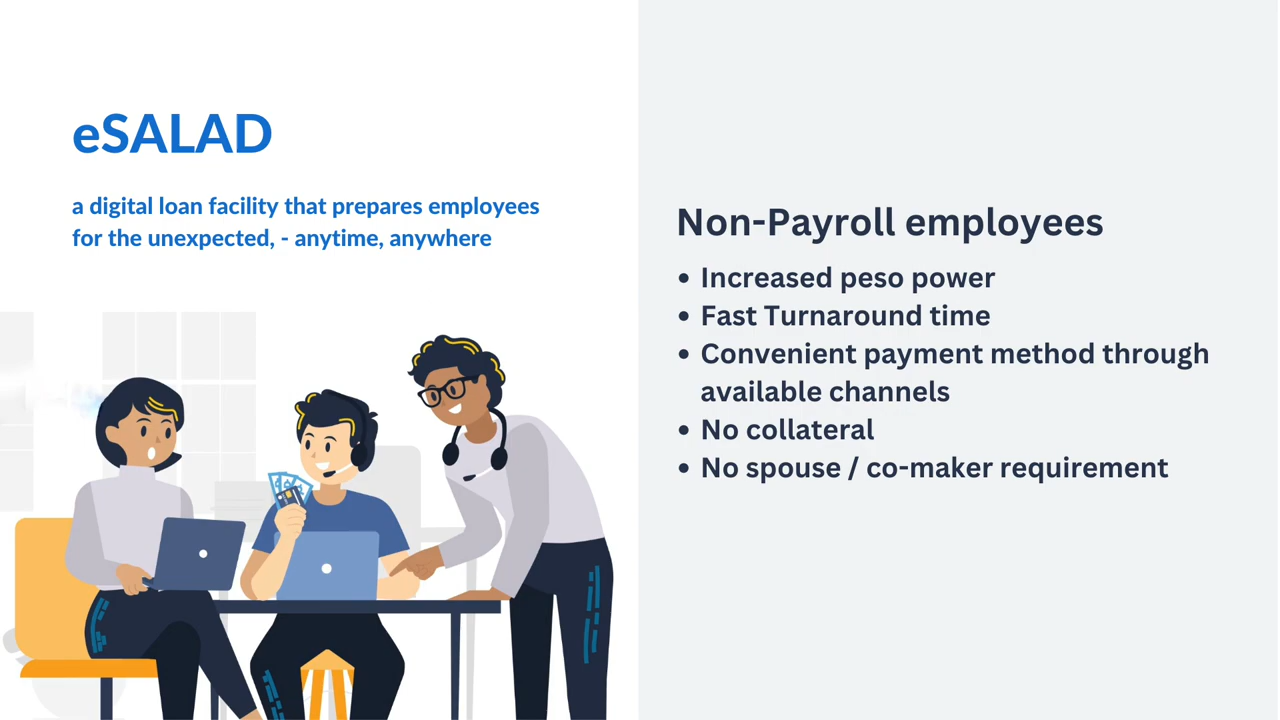 eSALAD
a digital loan facility that prepares employees
for the unexpected, - anytime, anywhere
Non-Payroll employees
• Increased peso power
• Fast Turnaround time
• Convenient payment method through
available channels
• No collateral
• No spouse / co-maker requirement